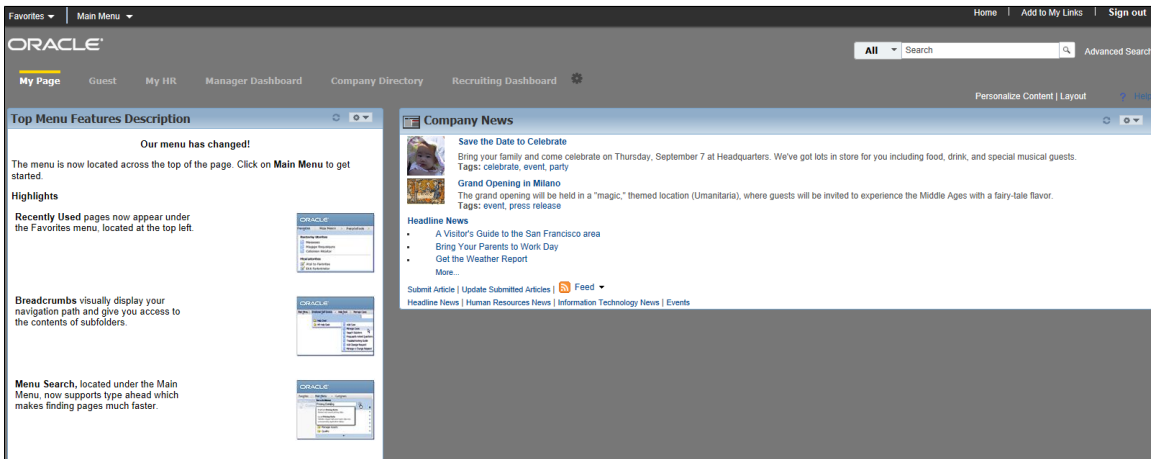 Favorites Main Menu Home Add to My Links Sign out
ORACLE
All Search Advanced Search
My Page Guest My HR Manager Dashboard Company Directory Recruiting Dashboard
Personalize Content | Layout ? Help
Top Menu Features Description
Our menu has changed!
The menu is now located across the top of the page. Click on Main Menu to get
started.
Highlights
Recently Used pages now appear under
the Favorites menu, located at the top left.
ORACLE
Breadcrumbs visually display your
navigation path and give you access to
the contents of subfolders.
ORACLE
Menu Search, located under the Main
Menu, now supports type ahead which
makes finding pages much faster.
ORACLE
Company News
Save the Date to Celebrate
Bring your family and come celebrate on Thursday, September 7 at Headquarters. We've got lots in store for you including food, drink, and special musical guests.
Tags: celebrate, event, party
Grand Opening in Milano
The grand opening will be held in a "magic," themed location (Umanitaria), where guests will be invited to experience the Middle Ages with a fairy-tale flavor.
Tags: event, press release
Headline News
A Visitor's Guide to the San Francisco area
Bring Your Parents to Work Day
Get the Weather Report
More...
Submit Article | Update Submitted Articles | Feed
Headline News | Human Resources News | Information Technology News | Events